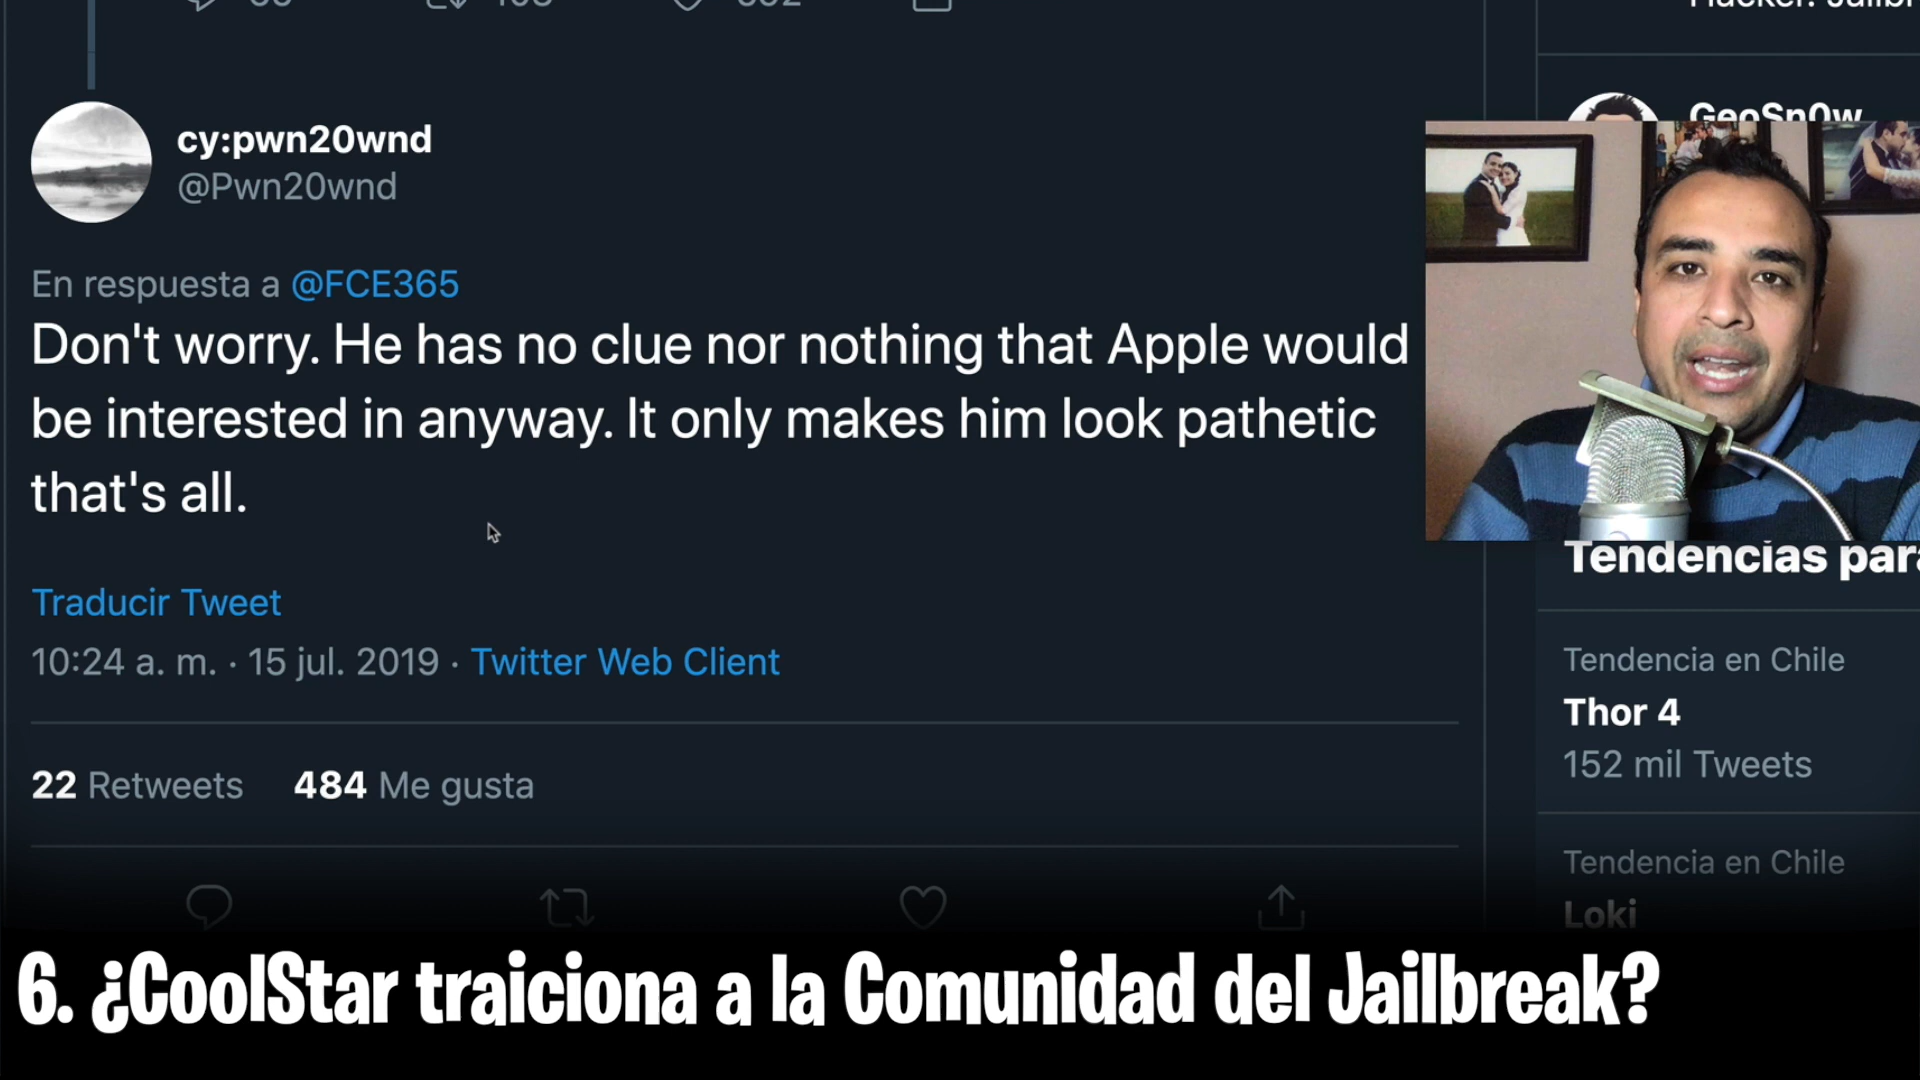 cy:pwn20wnd
@Pwn20wnd
En respuesta a @FCE365
Don't worry. He has no clue nor nothing that Apple would
be interested in anyway. It only makes him look pathetic
that's all.
Traducir Tweet
10:24 a. m. · 15 jul. 2019 · Twitter Web Client
22 Retweets 484 Me gusta
GeoSn0w
Tendencias para
Tendencia en Chile
Thor 4
152 mil Tweets
Tendencia en Chile
Loki
6. ¿CoolStar traiciona a la Comunidad del Jailbreak?